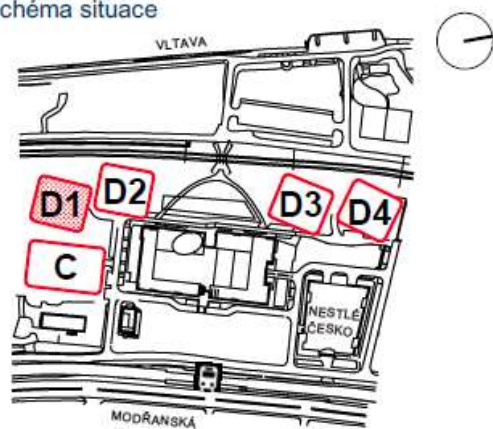 chéma situace
VLTAVA
D1
D2
D3
D4
C
NESTLÉ
ČESKO
MODŘANSKÁ